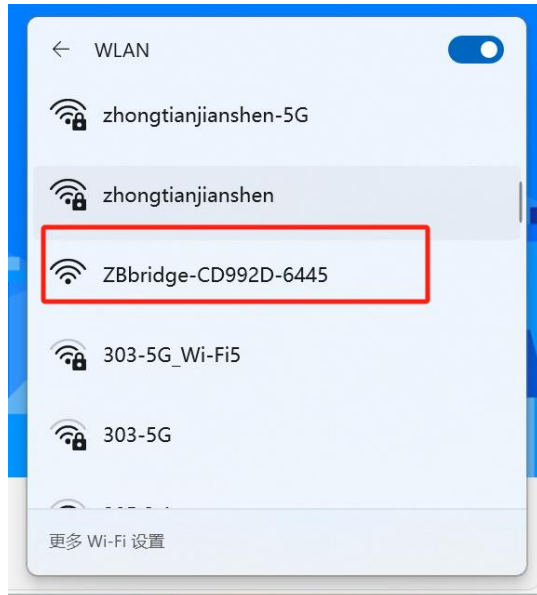 WLAN
zhongtianjianshen-5G
zhongtianjianshen
ZBbridge-CD992D-6445
303-5G_Wi-Fi5
303-5G
更多 Wi-Fi 设置